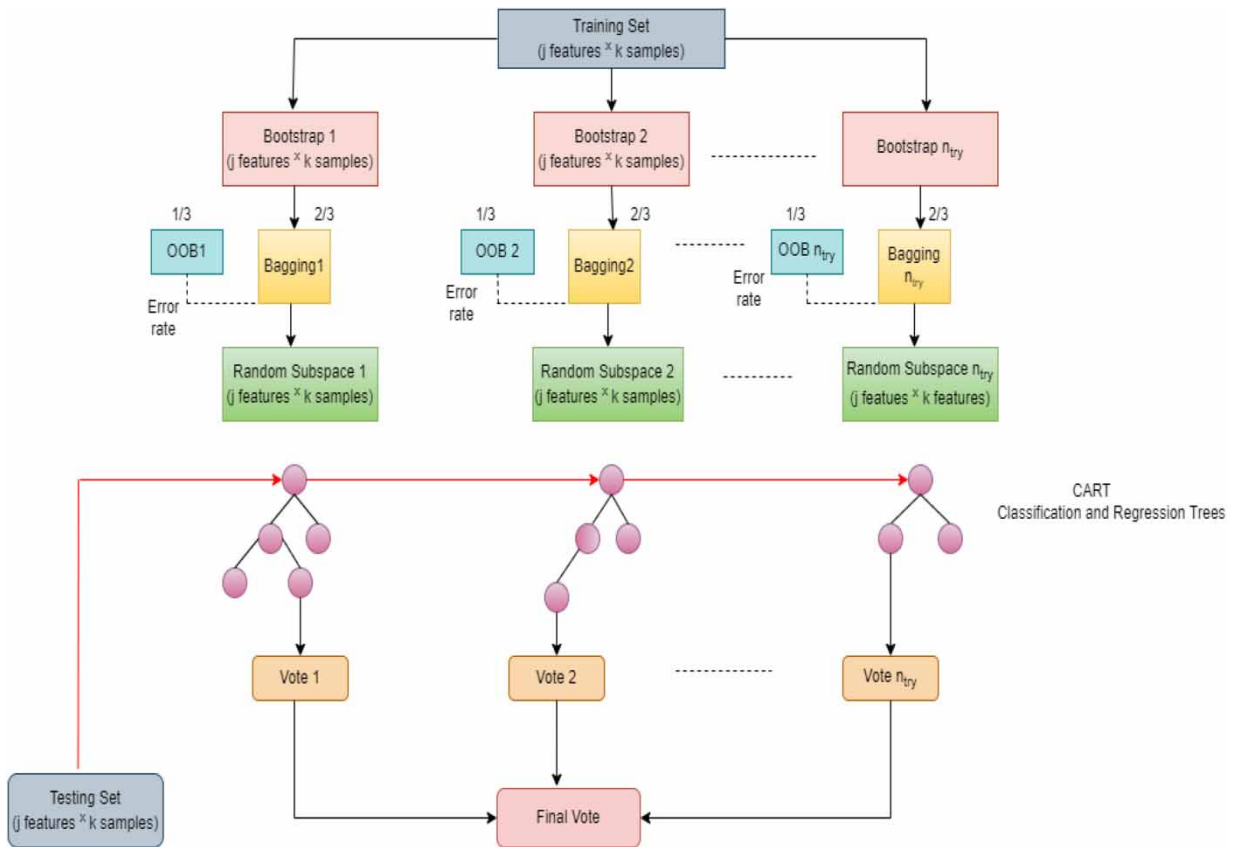 Training Set
(j features x k samples)
Bootstrap 1
(j features x k samples)
Bootstrap 2
(j features x k samples)
Bootstrap ntry
1/3
2/3
1/3
2/3
1/3
2/3
OOB1
Bagging1
OOB 2
Bagging2
OOB ntry
Bagging
ntry
Error
rate
Error
rate
Error
rate
Random Subspace 1
(j features x k samples)
Random Subspace 2
(j features x k samples)
Random Subspace ntry
(j featues x k features)
CART
Classification and Regression Trees
Vote 1
Vote 2
Vote ntry
Testing Set
(j features x k samples)
Final Vote